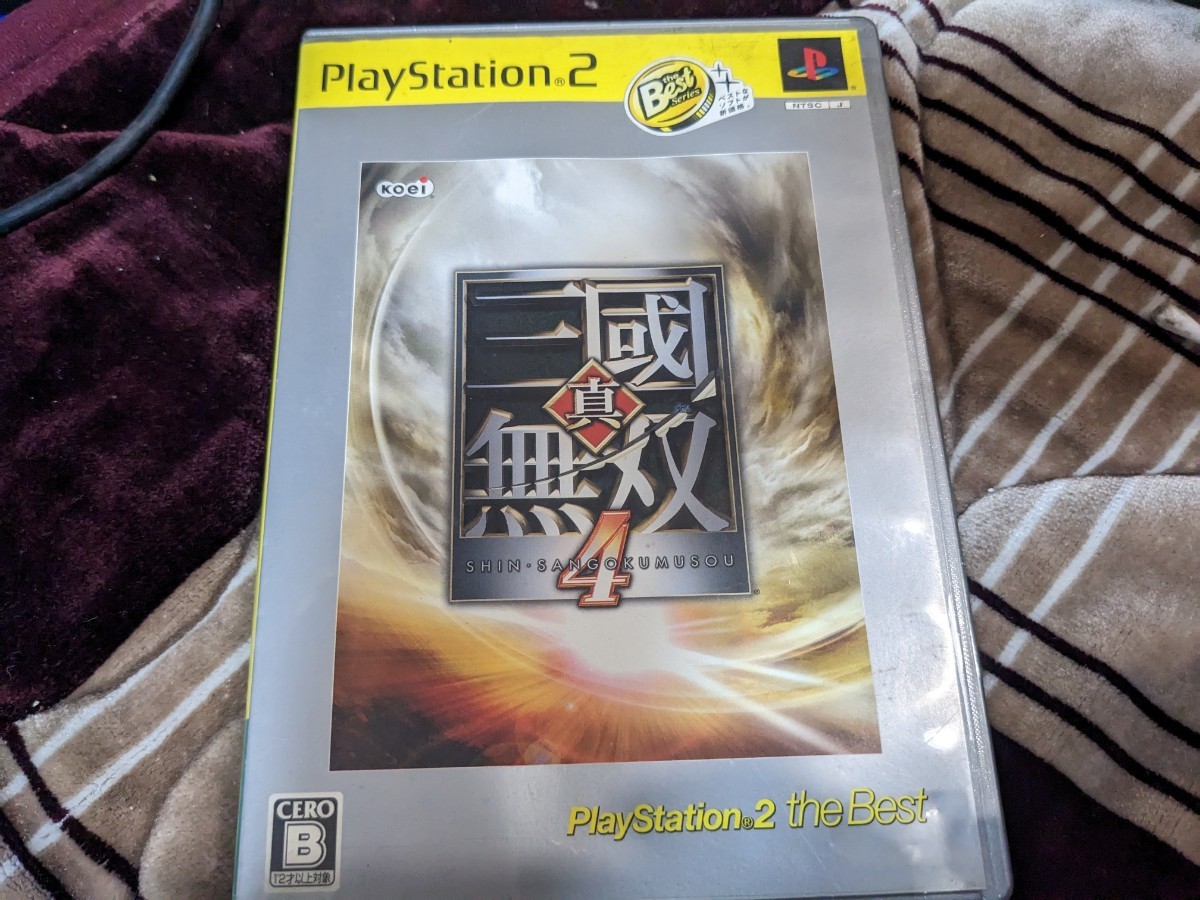 PlayStation®2
the Best Series
ベストな
ソフトが
新価格。
NTSC J
KOEI
三國
真
無双
4
SHIN・SANGOKUMUSOU
CERO
B
12才以上対象
PlayStation®2 the Best